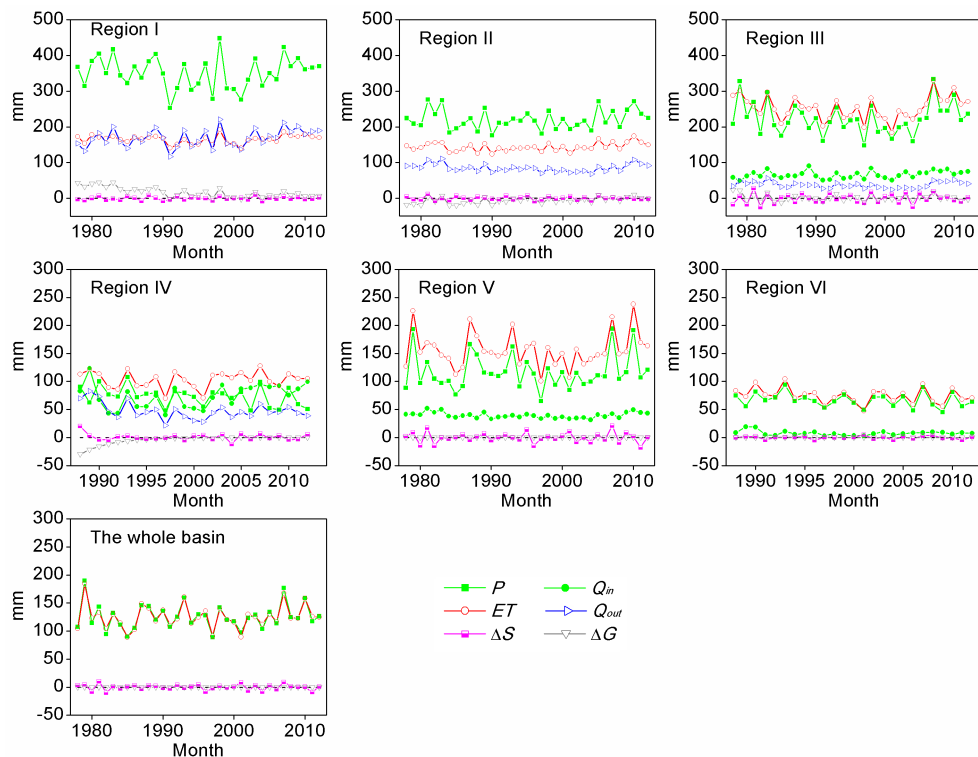 Region I
500
400
300
200
100
0
mm
1980 1990 2000 2010
Month
Region II
500
400
300
200
100
0
mm
1980 1990 2000 2010
Month
Region III
500
400
300
200
100
0
mm
1980 1990 2000 2010
Month
Region IV
300
250
200
150
100
50
0
-50
mm
1990 1995 2000 2005 2010
Month
Region V
300
250
200
150
100
50
0
-50
mm
1980 1990 2000 2010
Month
Region VI
300
250
200
150
100
50
0
-50
mm
1990 1995 2000 2005 2010
Month
The whole basin
300
250
200
150
100
50
0
-50
mm
1980 1990 2000 2010
Month
P Qin
ET Qout
ΔS ΔG